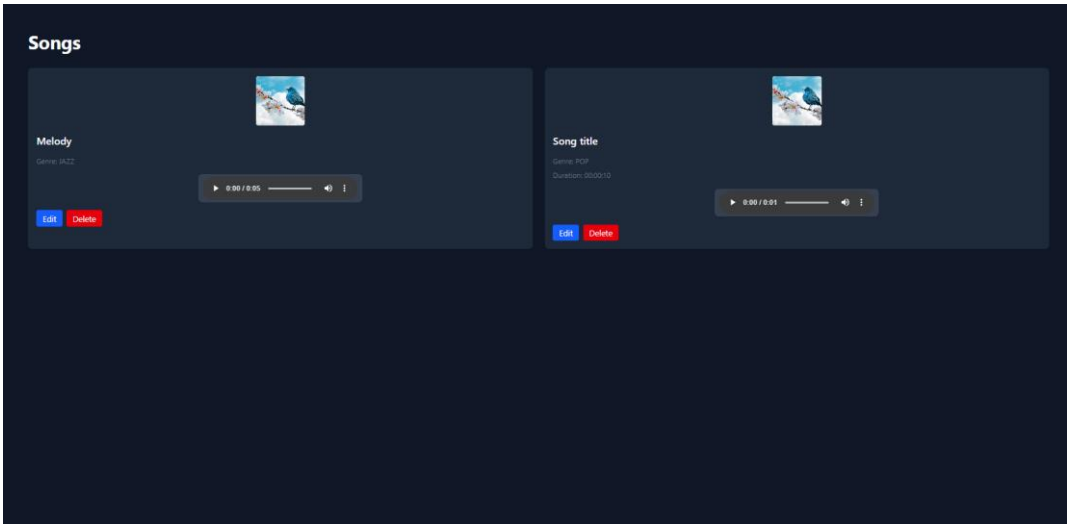 Songs
Melody
Genre: JAZZ
0:00 / 0:05
Edit Delete
Song title
Genre: POP
Duration: 00:00:10
0:00 / 0:01
Edit Delete